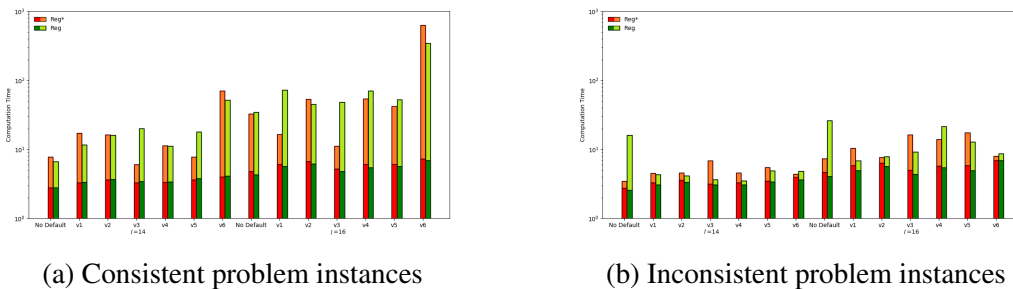 Reg*
Reg
Computation Time
10³
10²
10¹
10⁰
No Default v1 v2 v3 v4 v5 v6 No Default v1 v2 v3 v4 v5 v6
l=14 l=16
(a) Consistent problem instances
Reg*
Reg
Computation Time
10³
10²
10¹
10⁰
No Default v1 v2 v3 v4 v5 v6 No Default v1 v2 v3 v4 v5 v6
l=14 l=16
(b) Inconsistent problem instances